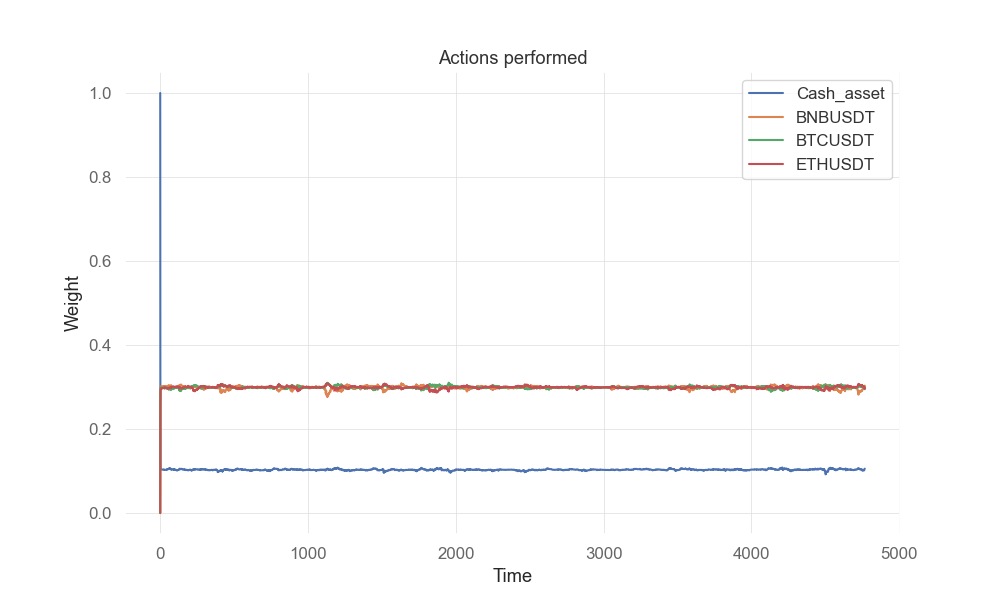 Actions performed
Cash_asset
BNBUSDT
BTCUSDT
ETHUSDT
Weight
1.0
0.8
0.6
0.4
0.2
0.0
0 1000 2000 3000 4000 5000
Time